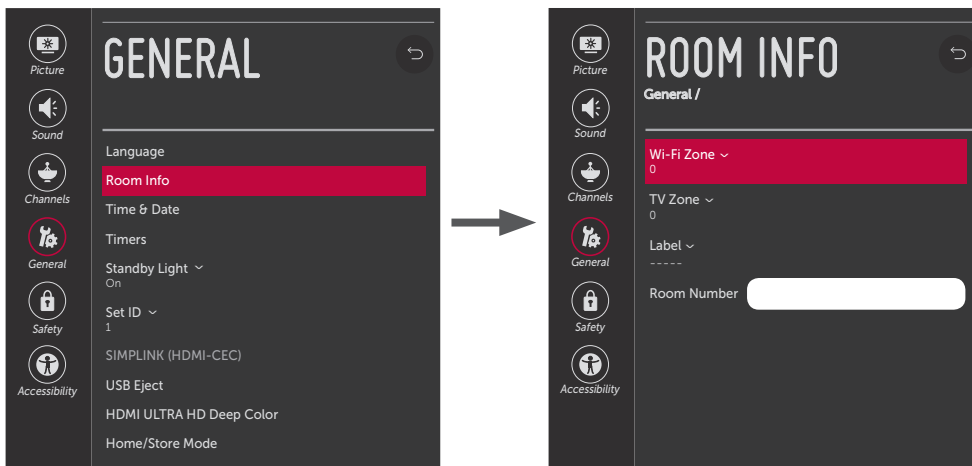 GENERAL
Picture
Sound
Channels
General
Safety
Accessibility
Language
Room Info
Time & Date
Timers
Standby Light
On
Set ID
1
SIMPLINK (HDMI-CEC)
USB Eject
HDMI ULTRA HD Deep Color
Home/Store Mode
ROOM INFO
General /
Picture
Sound
Channels
General
Safety
Accessibility
Wi-Fi Zone
0
TV Zone
0
Label
-----
Room Number